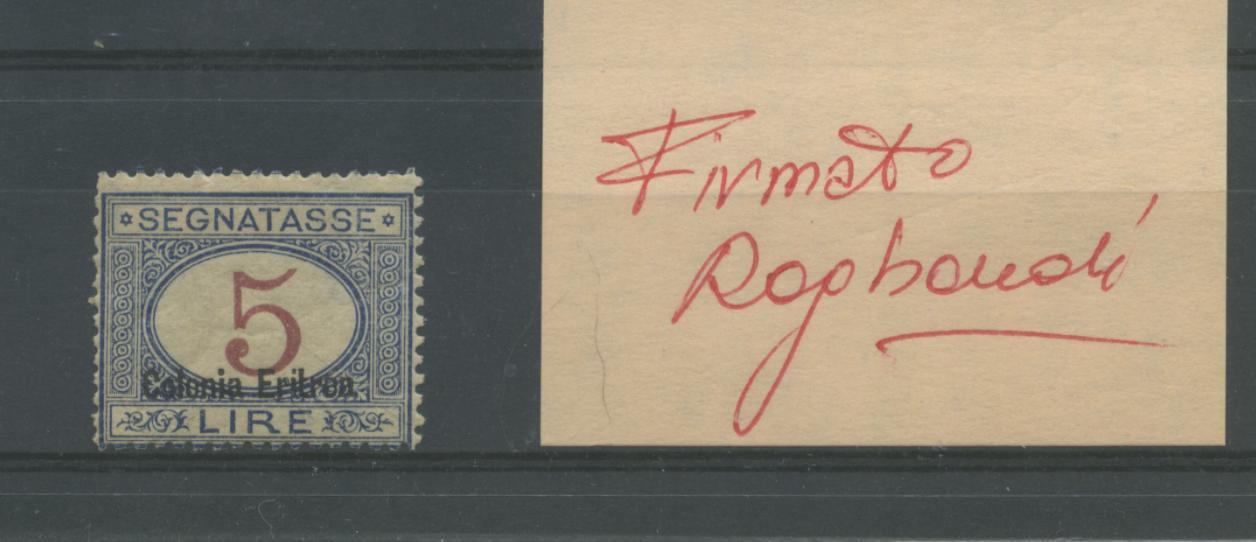 SEGNATASSE
5
Colonia Eritrea
LIRE
Firmato
Raybaudi